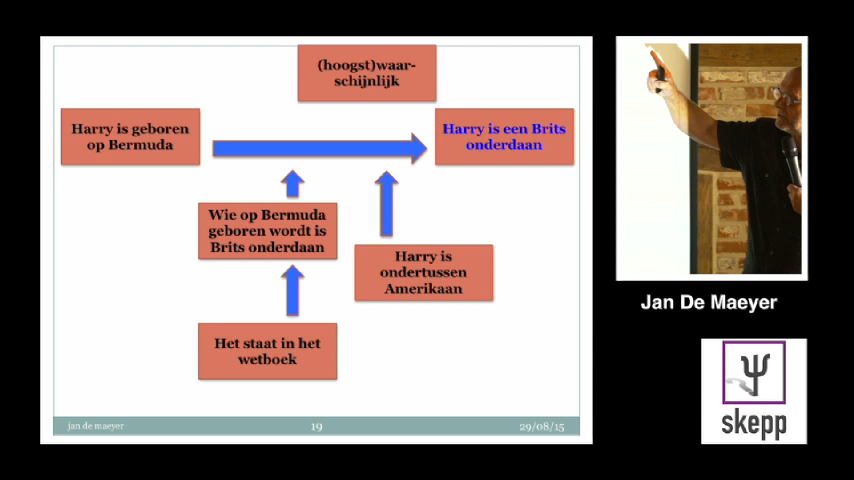 (hoogst)waar-
schijnlijk
Harry is geboren
op Bermuda
Harry is een Brits
onderdaan
Wie op Bermuda
geboren wordt is
Brits onderdaan
Harry is
ondertussen
Amerikaan
Het staat in het
wetboek
jan de maeyer
19
29/08/15
Jan De Maeyer
skepp